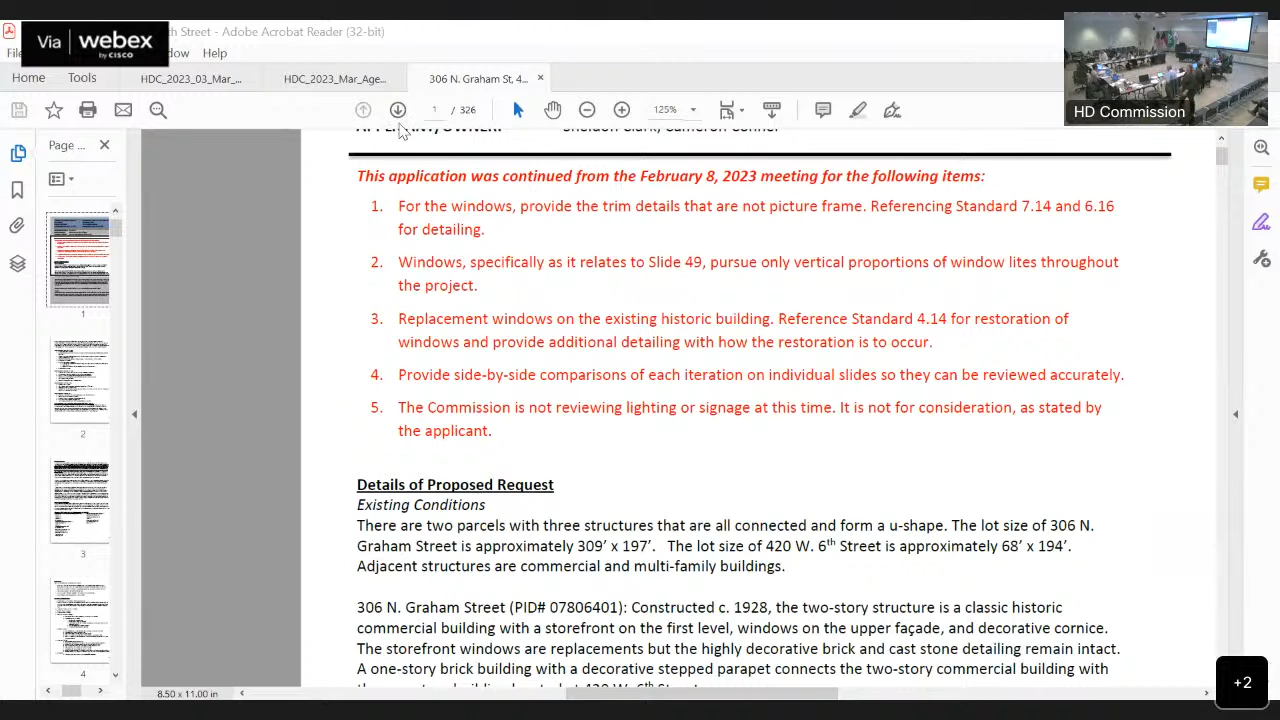 Via webex
by CISCO
th Street - Adobe Acrobat Reader (32-bit)
dow Help
Home Tools HDC_2023_03_Mar_... HDC_2023_Mar_Age... 306 N. Graham St, 4... ×
1 / 326 125%
HD Commission
Page ...
This application was continued from the February 8, 2023 meeting for the following items:
1. For the windows, provide the trim details that are not picture frame. Referencing Standard 7.14 and 6.16
for detailing.
2. Windows, specifically as it relates to Slide 49, pursue only vertical proportions of window lites throughout
the project.
3. Replacement windows on the existing historic building. Reference Standard 4.14 for restoration of
windows and provide additional detailing with how the restoration is to occur.
4. Provide side-by-side comparisons of each iteration on individual slides so they can be reviewed accurately.
5. The Commission is not reviewing lighting or signage at this time. It is not for consideration, as stated by
the applicant.
Details of Proposed Request
Existing Conditions
There are two parcels with three structures that are all connected and form a u-shape. The lot size of 306 N.
Graham Street is approximately 309’ x 197’. The lot size of 420 W. 6th Street is approximately 68’ x 194’.
Adjacent structures are commercial and multi-family buildings.
306 N. Graham Street (PID# 07806401): Constructed c. 1928, the two-story structure is a classic historic
commercial building with a storefront on the first level, windows on the upper façade, and decorative cornice.
The storefront windows are replacements but the highly decorative brick and cast stone detailing remain intact.
A one-story brick building with a decorative stepped parapet connects the two-story commercial building with
1
2
3
4
8.50 x 11.00 in
+2